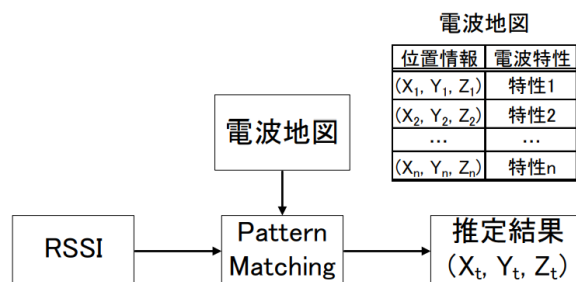 電波地図
位置情報 電波特性
(X₁, Y₁, Z₁) 特性1
(X₂, Y₂, Z₂) 特性2
… …
(Xₙ, Yₙ, Zₙ) 特性n
電波地図
RSSI
Pattern
Matching
推定結果
(Xₜ, Yₜ, Zₜ)